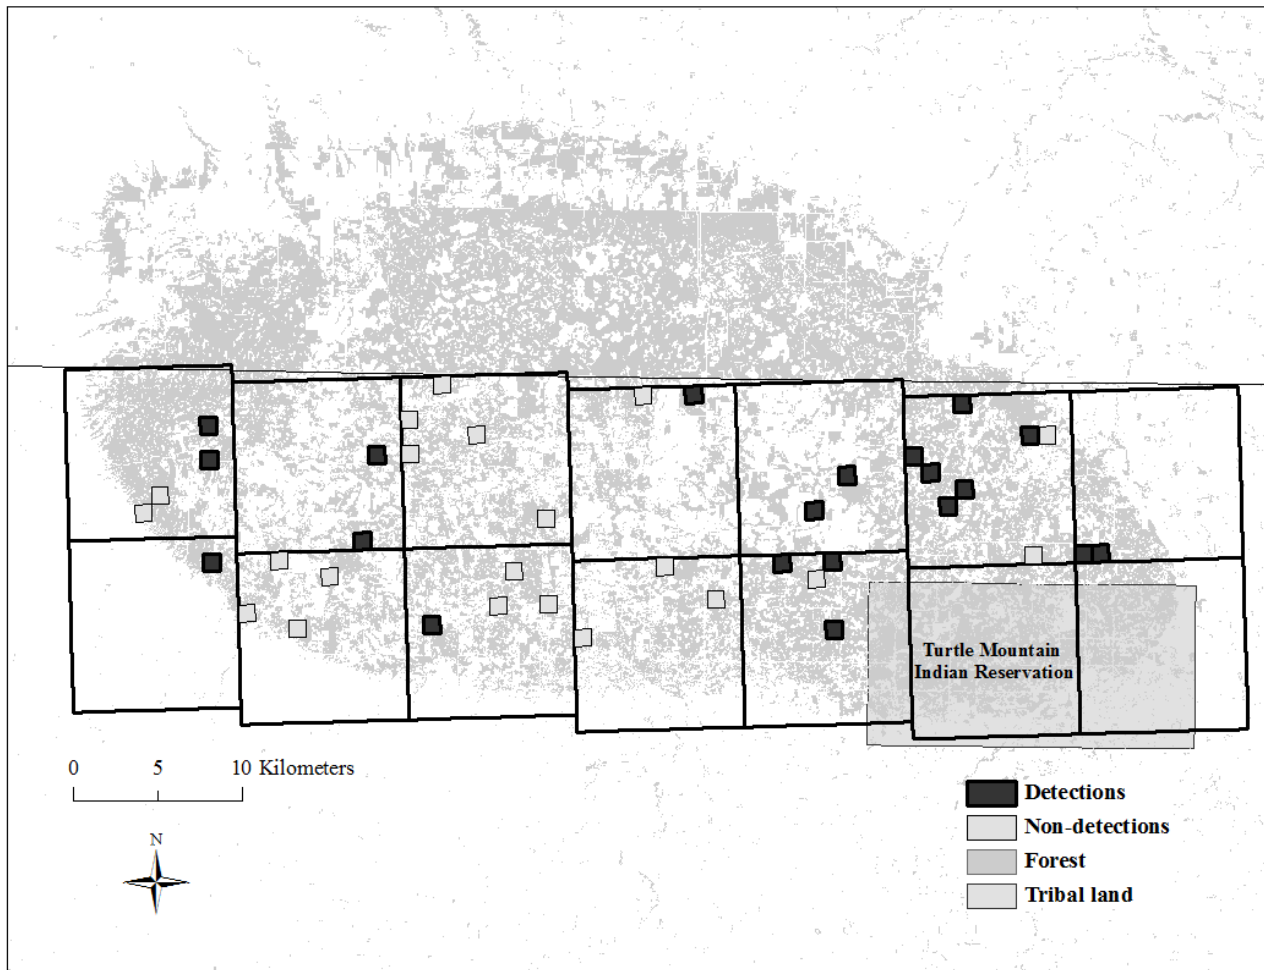 Turtle Mountain
Indian Reservation
0 5 10 Kilometers
N
Detections
Non-detections
Forest
Tribal land